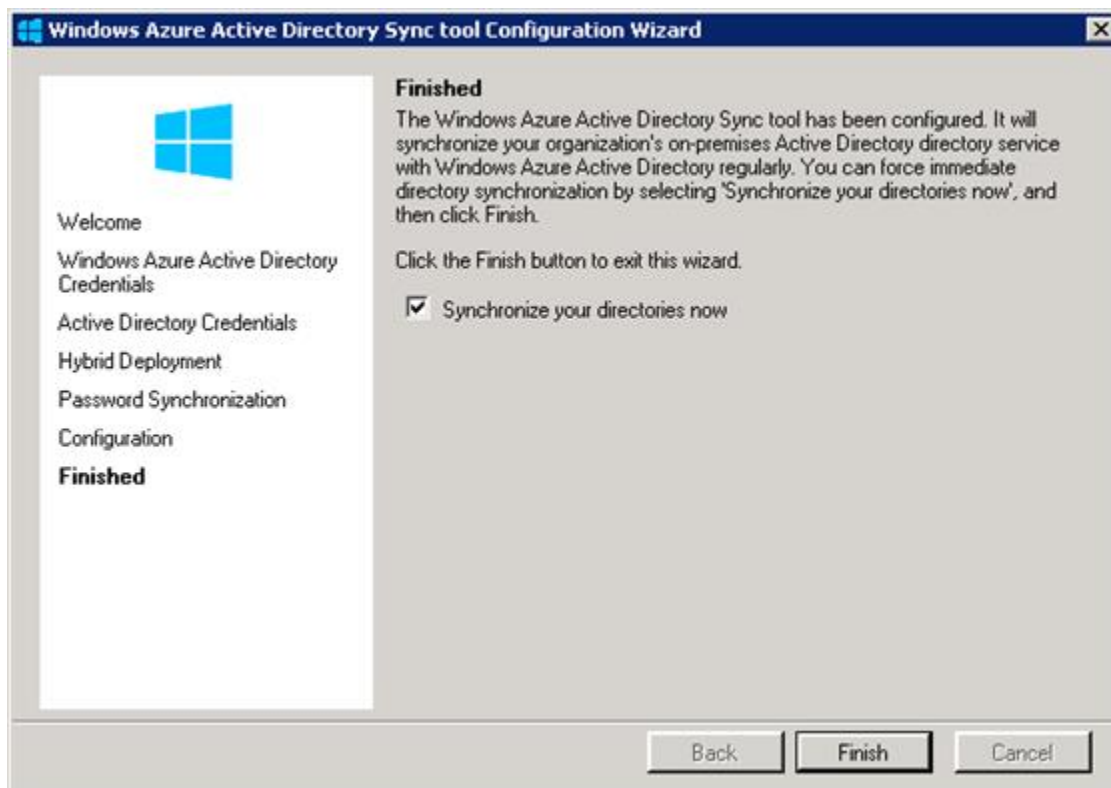 Windows Azure Active Directory Sync tool Configuration Wizard
Welcome
Windows Azure Active Directory
Credentials
Active Directory Credentials
Hybrid Deployment
Password Synchronization
Configuration
Finished
Finished
The Windows Azure Active Directory Sync tool has been configured. It will
synchronize your organization's on-premises Active Directory directory service
with Windows Azure Active Directory regularly. You can force immediate
directory synchronization by selecting 'Synchronize your directories now', and
then click Finish.
Click the Finish button to exit this wizard.
Synchronize your directories now
Back
Finish
Cancel